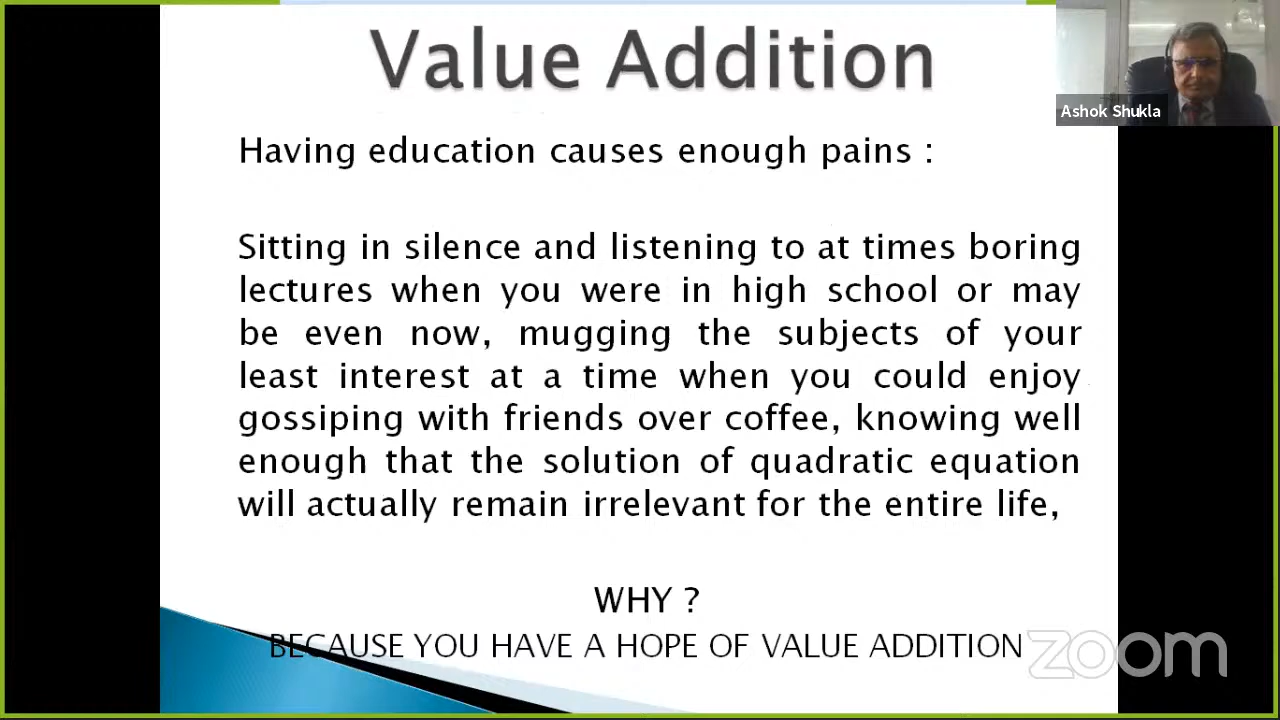 Value Addition
Ashok Shukla
Having education causes enough pains :
Sitting in silence and listening to at times boring
lectures when you were in high school or may
be even now, mugging the subjects of your
least interest at a time when you could enjoy
gossiping with friends over coffee, knowing well
enough that the solution of quadratic equation
will actually remain irrelevant for the entire life,
WHY ?
BECAUSE YOU HAVE A HOPE OF VALUE ADDITION
zoom